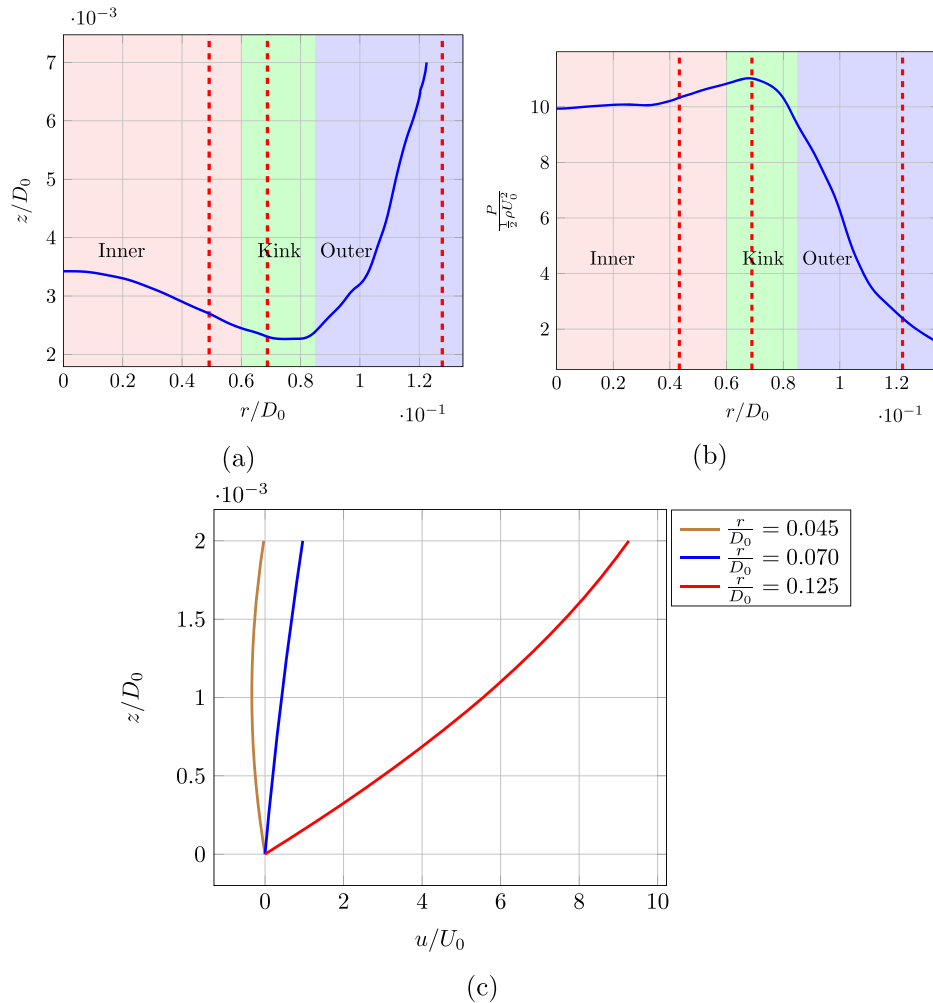 ·10⁻³
7
6
5
4
3
2
z/D₀
Inner
Kink
Outer
0 0.2 0.4 0.6 0.8 1 1.2
r/D₀
·10⁻¹
(a)
10
8
6
4
2
P / ½ρU₀²
Inner
Kink
Outer
0 0.2 0.4 0.6 0.8 1 1.2
r/D₀
·10⁻¹
(b)
·10⁻³
2
1.5
1
0.5
0
z/D₀
0 2 4 6 8 10
u/U₀
r/D₀ = 0.045
r/D₀ = 0.070
r/D₀ = 0.125
(c)